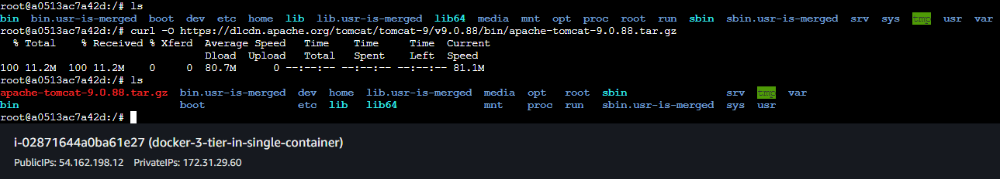 root@a0513ac7a42d:/# ls
bin  bin.usr-is-merged  boot  dev  etc  home  lib  lib.usr-is-merged  lib64  media  mnt  opt  proc  root  run  sbin  sbin.usr-is-merged  srv  sys  tmp  usr  var
root@a0513ac7a42d:/# curl -O https://dlcdn.apache.org/tomcat/tomcat-9/v9.0.88/bin/apache-tomcat-9.0.88.tar.gz
  % Total    % Received % Xferd  Average Speed   Time    Time     Time  Current
                                 Dload  Upload   Total   Spent    Left  Speed
100 11.2M  100 11.2M    0     0  80.7M      0 --:--:-- --:--:-- --:--:-- 81.1M
root@a0513ac7a42d:/# ls
apache-tomcat-9.0.88.tar.gz  bin.usr-is-merged  dev  home  lib.usr-is-merged  media  opt   root  sbin                srv  tmp  var
bin                          boot               etc  lib   lib64              mnt    proc  run   sbin.usr-is-merged  sys  usr
root@a0513ac7a42d:/#
i-02871644a0ba61e27 (docker-3-tier-in-single-container)
PublicIPs: 54.162.198.12    PrivateIPs: 172.31.29.60